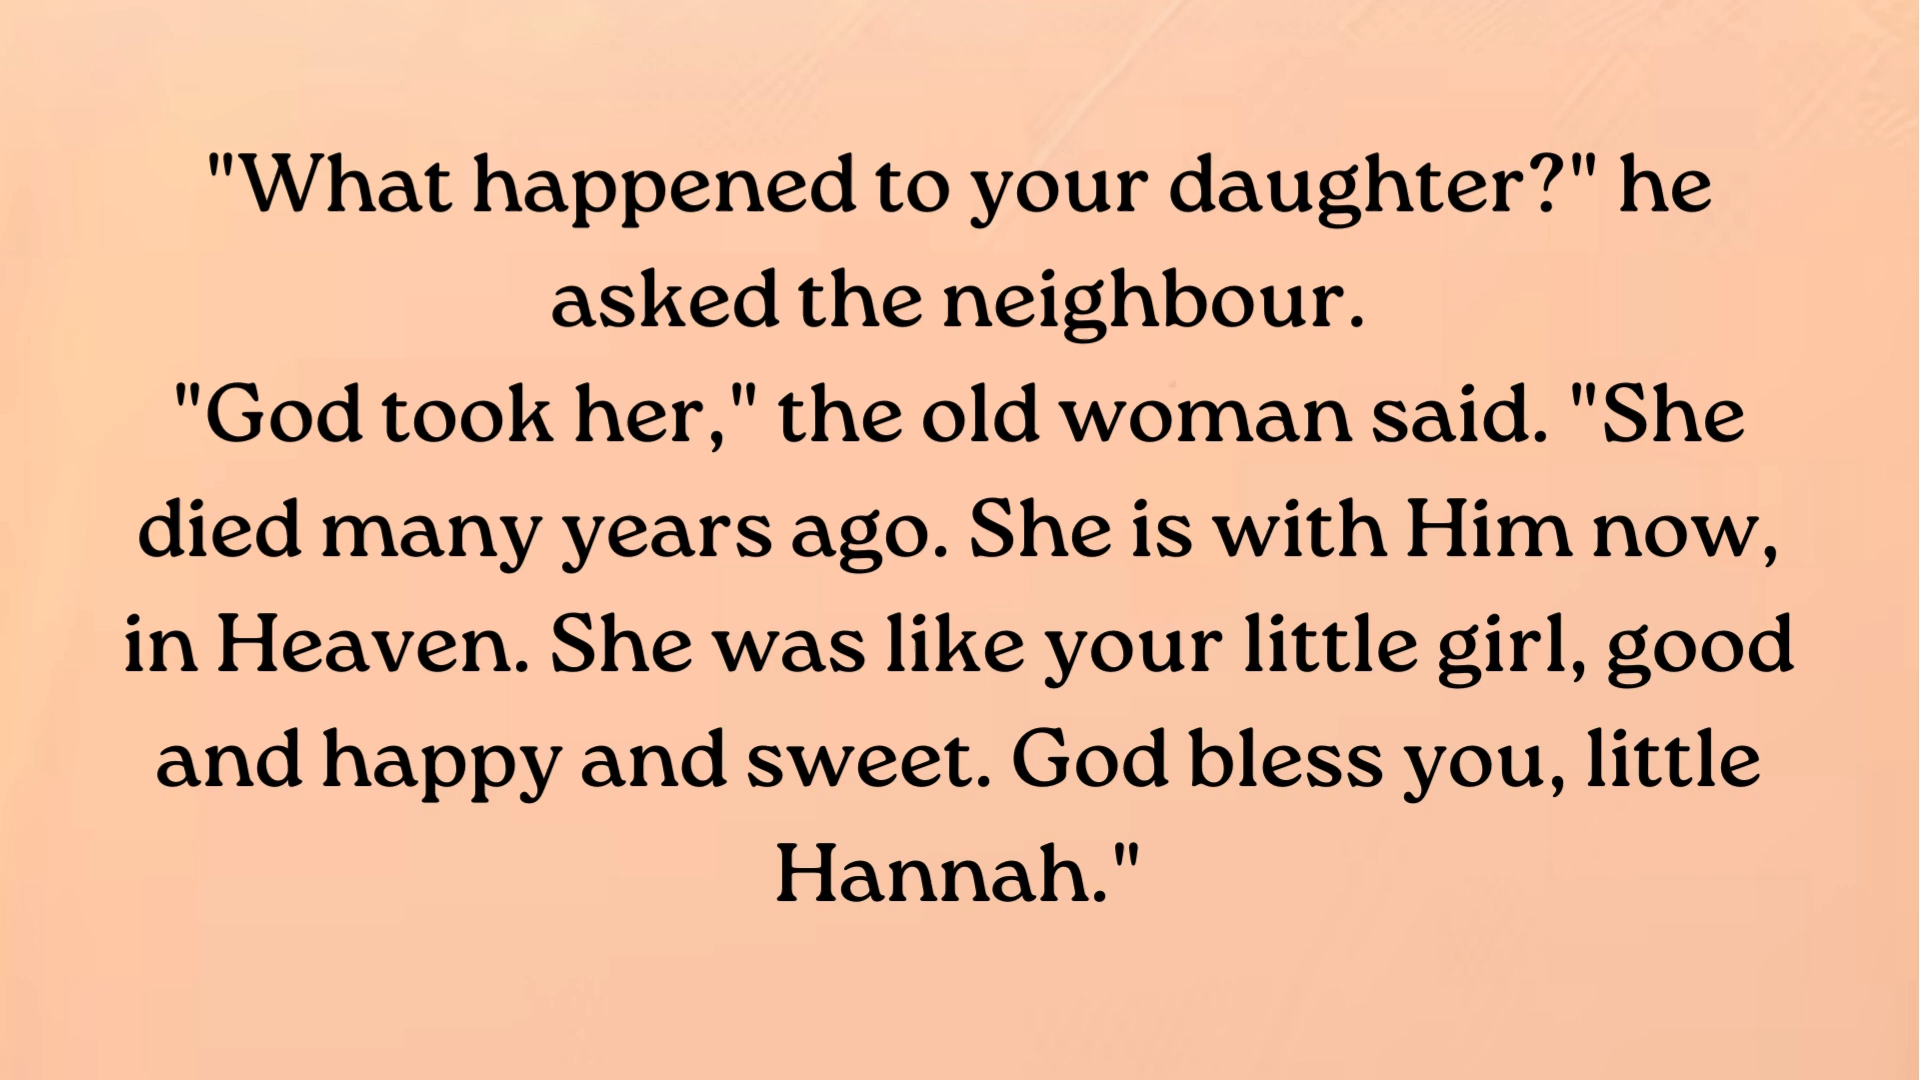 "What happened to your daughter?" he
asked the neighbour.
"God took her," the old woman said. "She
died many years ago. She is with Him now,
in Heaven. She was like your little girl, good
and happy and sweet. God bless you, little
Hannah."